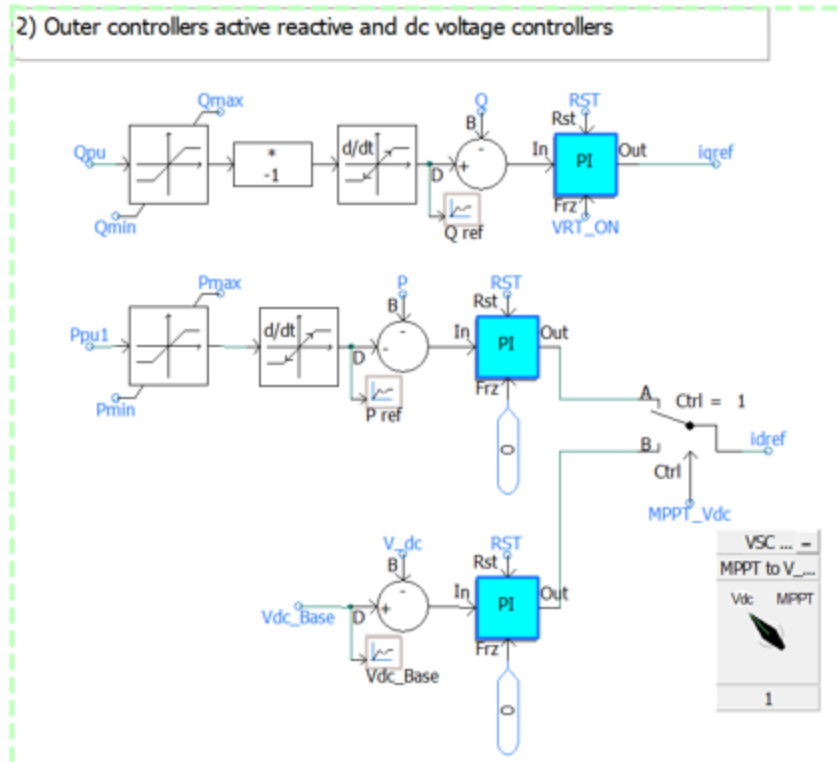 2) Outer controllers active reactive and dc voltage controllers
Qmax
Qpu
Qmin
*
-1
d/dt
D
+
Q
B
-
Q ref
RST
Rst
In
PI
Out
Frz
VRT_ON
iqref
Pmax
Ppu1
Pmin
d/dt
D
-
P
B
-
P ref
RST
Rst
In
PI
Out
Frz
0
A
Ctrl = 1
B
Ctrl
idref
MPPT_Vdc
V_dc
B
-
Vdc_Base
D
+
Vdc_Base
RST
Rst
In
PI
Out
Frz
0
VSC ...
MPPT to V_...
Vdc MPPT
1